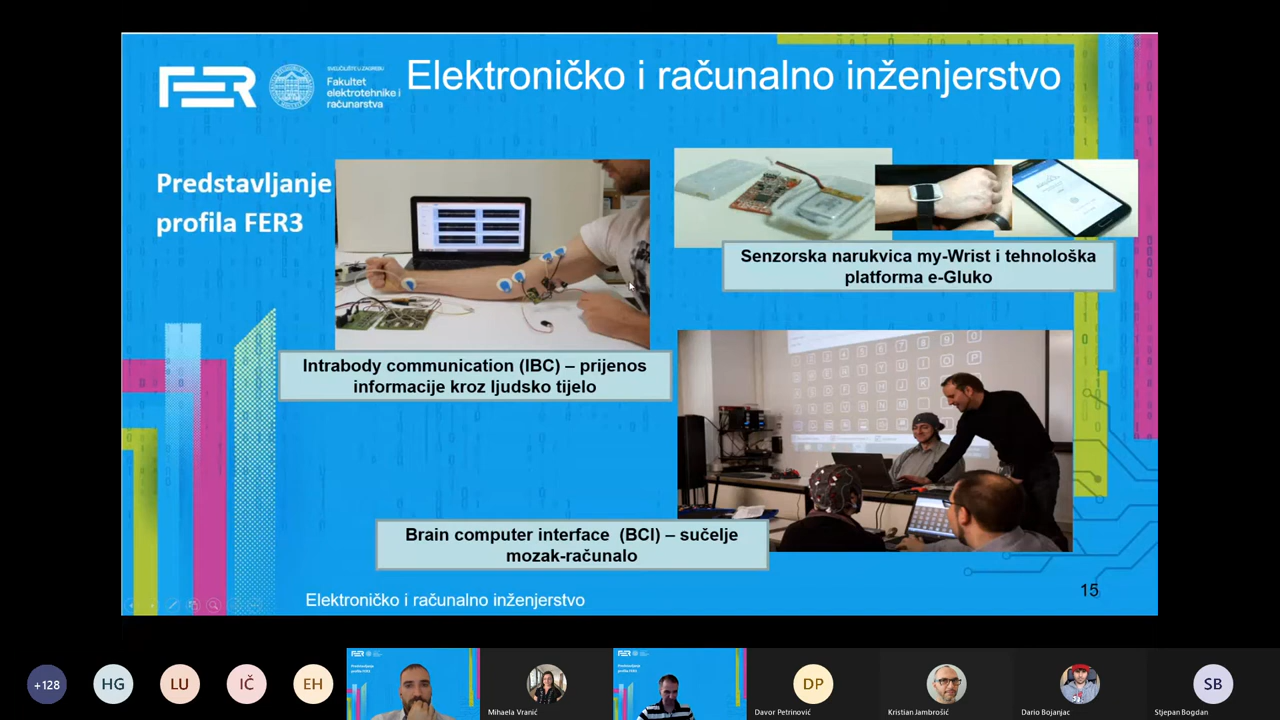 FER
SVEUČILIŠTE U ZAGREBU
Fakultet
elektrotehnike i
računarstva
Elektroničko i računalno inženjerstvo
Predstavljanje
profila FER3
Senzorska narukvica my-Wrist i tehnološka
platforma e-Gluko
Intrabody communication (IBC) – prijenos
informacije kroz ljudsko tijelo
Brain computer interface (BCI) – sučelje
mozak-računalo
Elektroničko i računalno inženjerstvo
15
+128
HG
LU
IČ
EH
Mihaela Vranić
DP
Davor Petrinović
Kristian Jambrošić
Dario Bojanjac
SB
Stjepan Bogdan